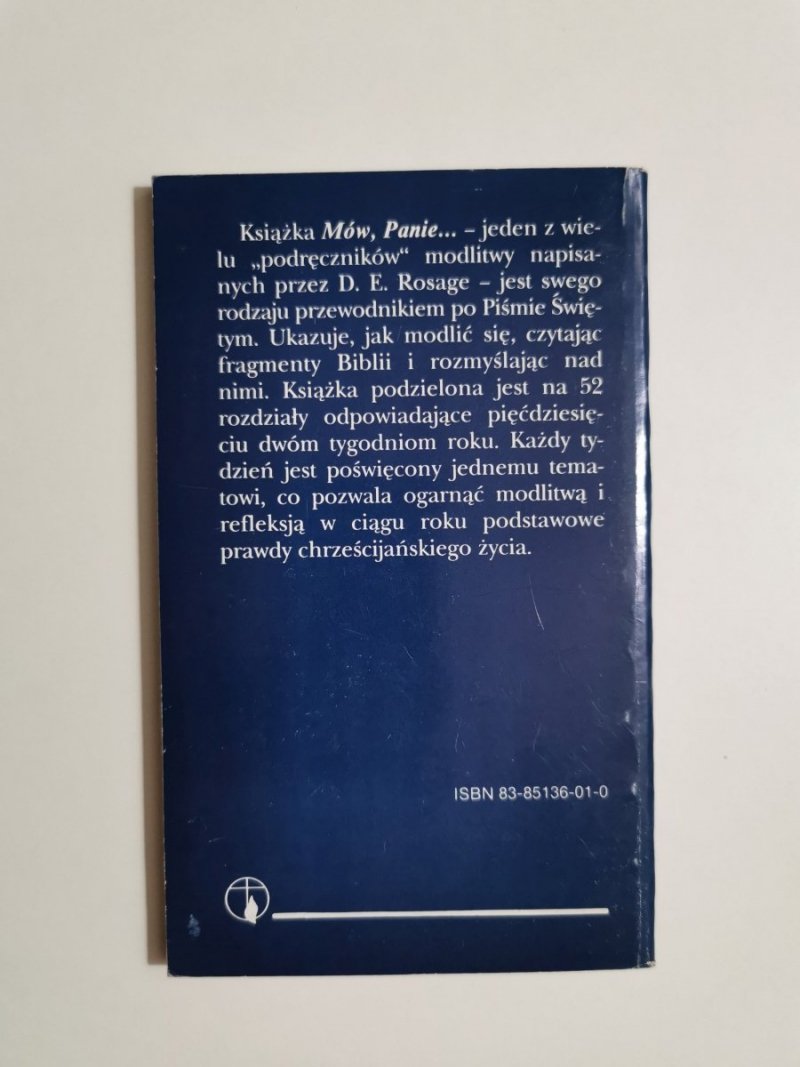 Książka Mów, Panie... – jeden z wie-
lu „podręczników“ modlitwy napisa-
nych przez D. E. Rosage – jest swego
rodzaju przewodnikiem po Piśmie Świę-
tym. Ukazuje, jak modlić się, czytając
fragmenty Biblii i rozmyślając nad
nimi. Książka podzielona jest na 52
rozdziały odpowiadające pięćdziesię-
ciu dwóm tygodniom roku. Każdy ty-
dzień jest poświęcony jednemu tema-
towi, co pozwala ogarnąć modlitwą i
refleksją w ciągu roku podstawowe
prawdy chrześcijańskiego życia.
ISBN 83-85136-01-0